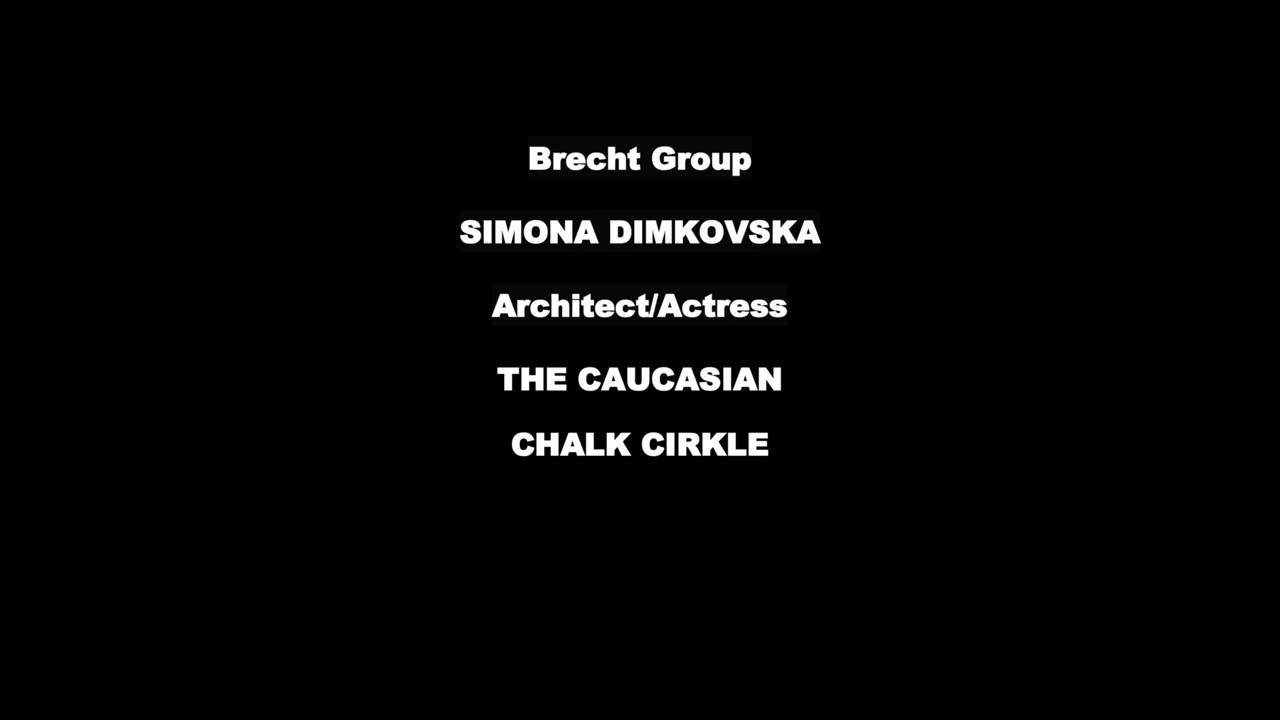 Brecht Group
SIMONA DIMKOVSKA
Architect/Actress
THE CAUCASIAN
CHALK CIRKLE